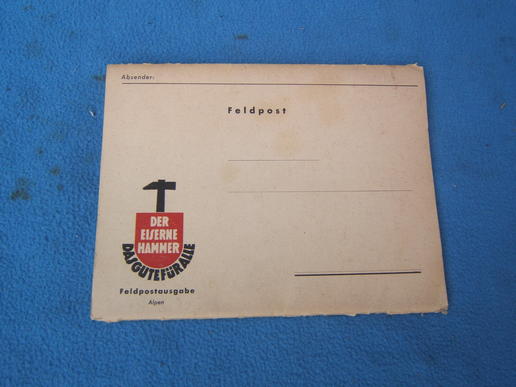 Absender:
Feldpost
DER
EISERNE
HAMMER
DAS GUTE FÜR ALLE
Feldpostausgabe
Alpen